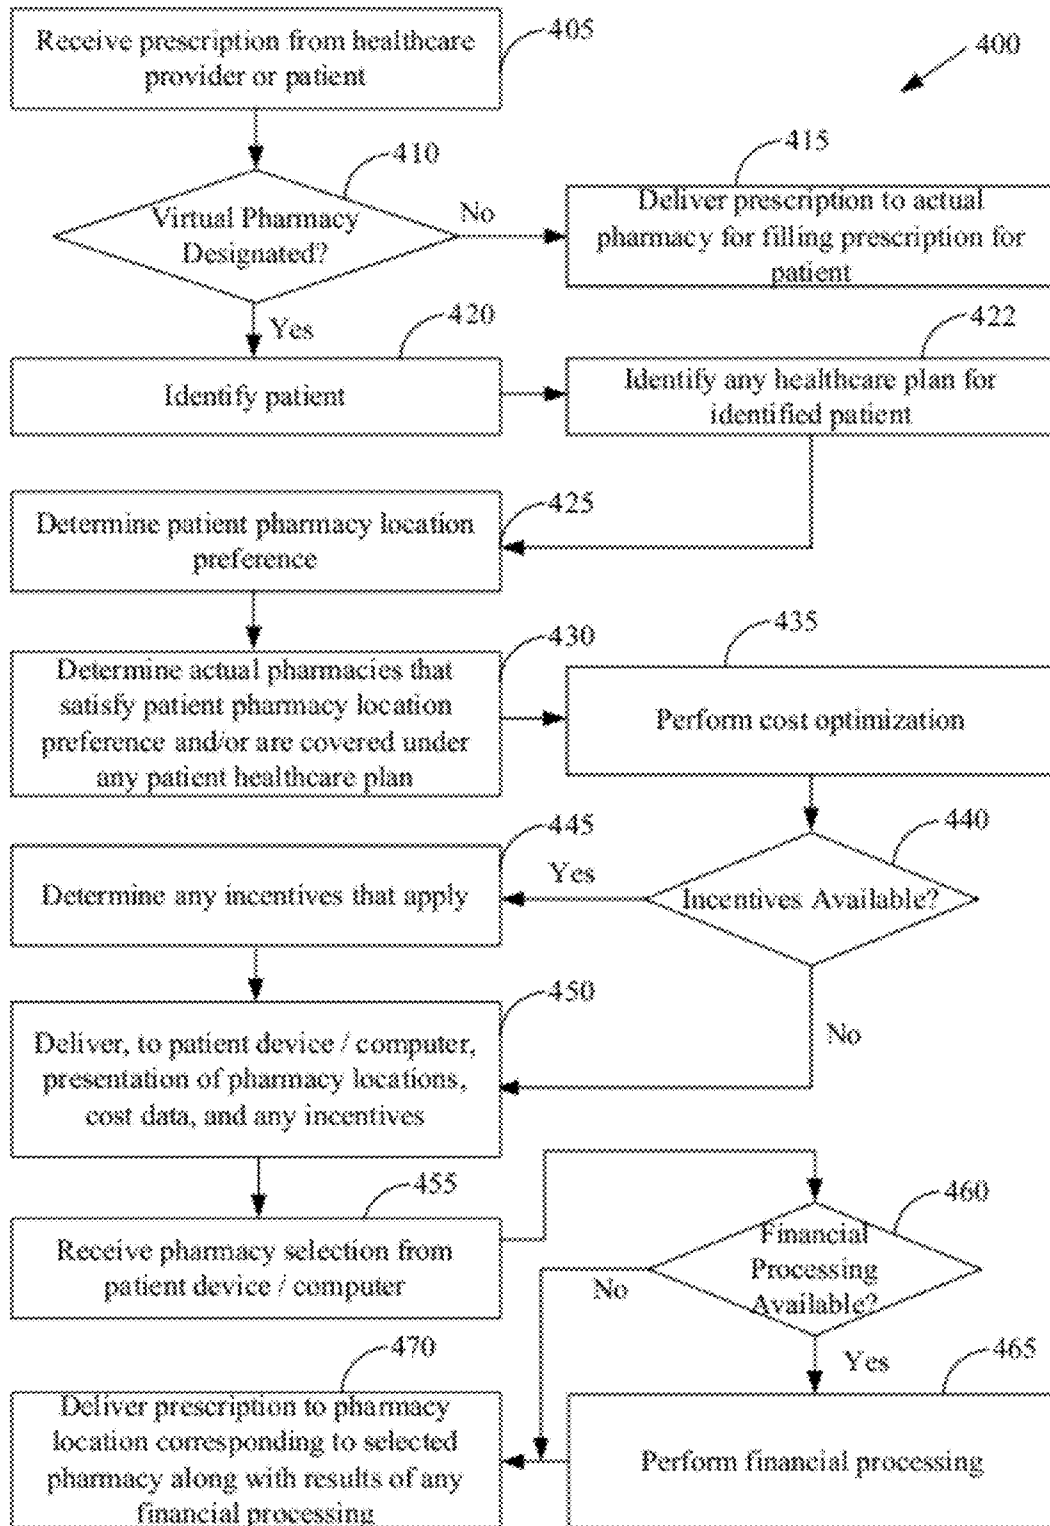 Receive prescription from healthcare
provider or patient
405
400
410
Virtual Pharmacy
Designated?
No
415
Deliver prescription to actual
pharmacy for filling prescription for
patient
Yes
420
Identify patient
422
Identify any healthcare plan for
identified patient
425
Determine patient pharmacy location
preference
430
Determine actual pharmacies that
satisfy patient pharmacy location
preference and/or are covered under
any patient healthcare plan
435
Perform cost optimization
440
Incentives Available?
Yes
445
Determine any incentives that apply
No
450
Deliver, to patient device / computer,
presentation of pharmacy locations,
cost data, and any incentives
455
Receive pharmacy selection from
patient device / computer
460
Financial
Processing
Available?
No
Yes
465
Perform financial processing
470
Deliver prescription to pharmacy
location corresponding to selected
pharmacy along with results of any
financial processing